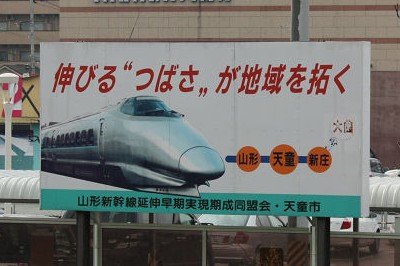 伸びる“つばさ„が地域を拓く
山形 天童 新庄
山形新幹線延伸早期実現期成同盟会・天童市